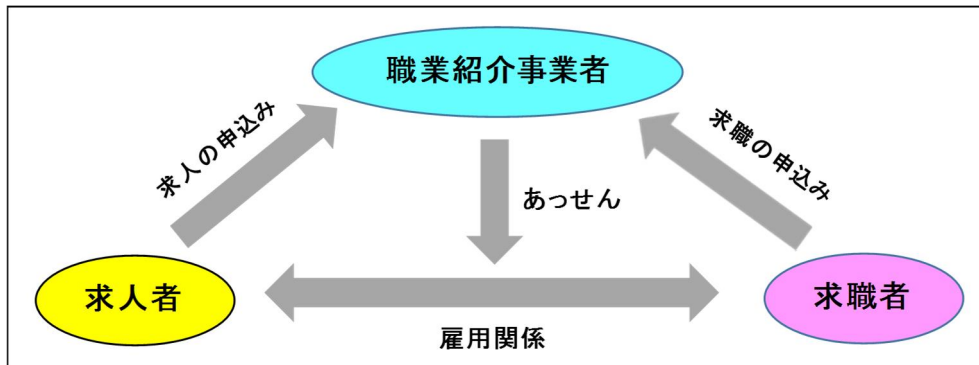 職業紹介事業者
求人の申込み
求職の申込み
あっせん
求人者
求職者
雇用関係